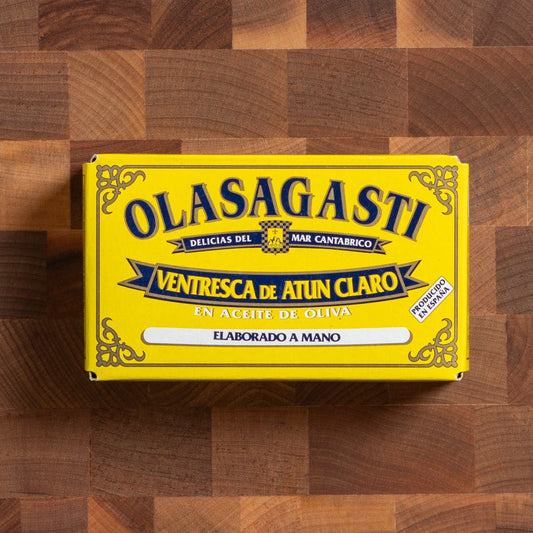 OLASAGASTI
DELICIAS DEL MAR CANTABRICO
VENTRESCA DE ATUN CLARO
EN ACEITE DE OLIVA
PRODUCIDO
EN ESPAÑA
ELABORADO A MANO